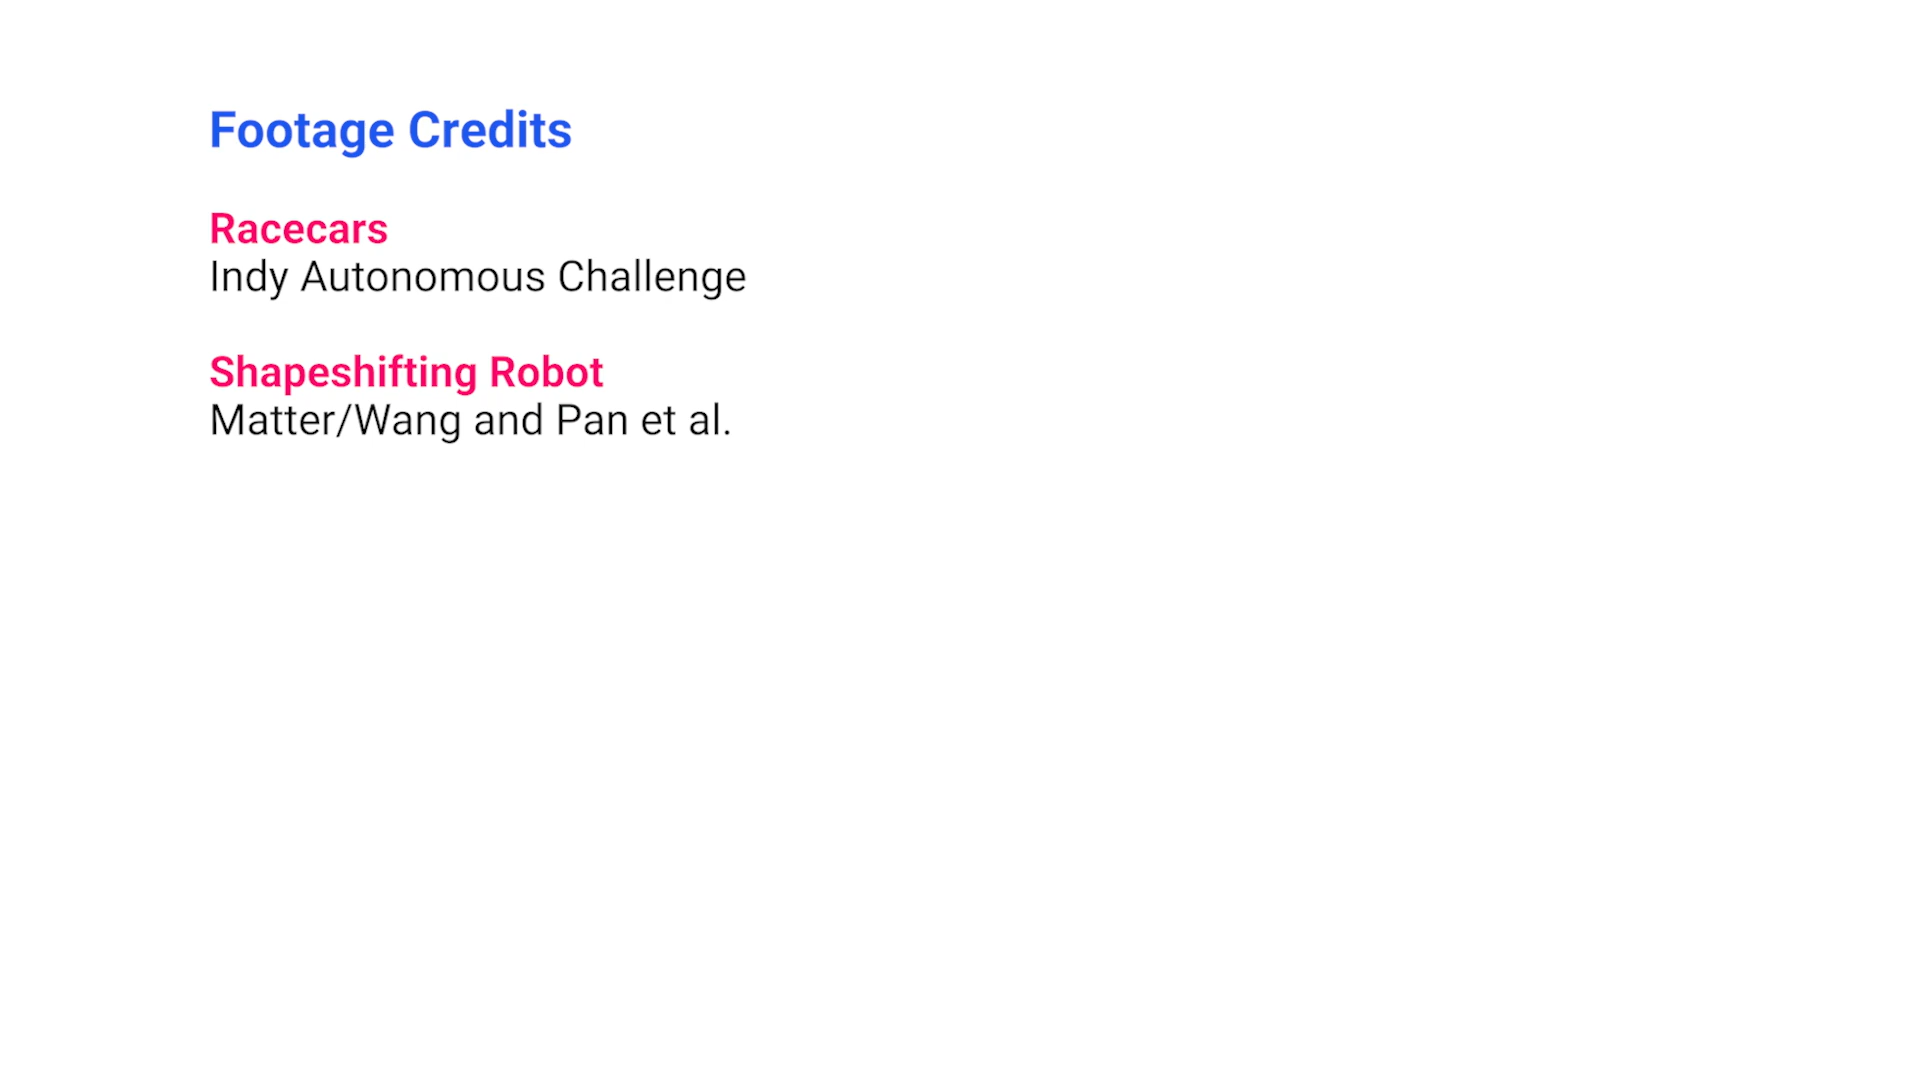 Footage Credits
Racecars
Indy Autonomous Challenge
Shapeshifting Robot
Matter/Wang and Pan et al.